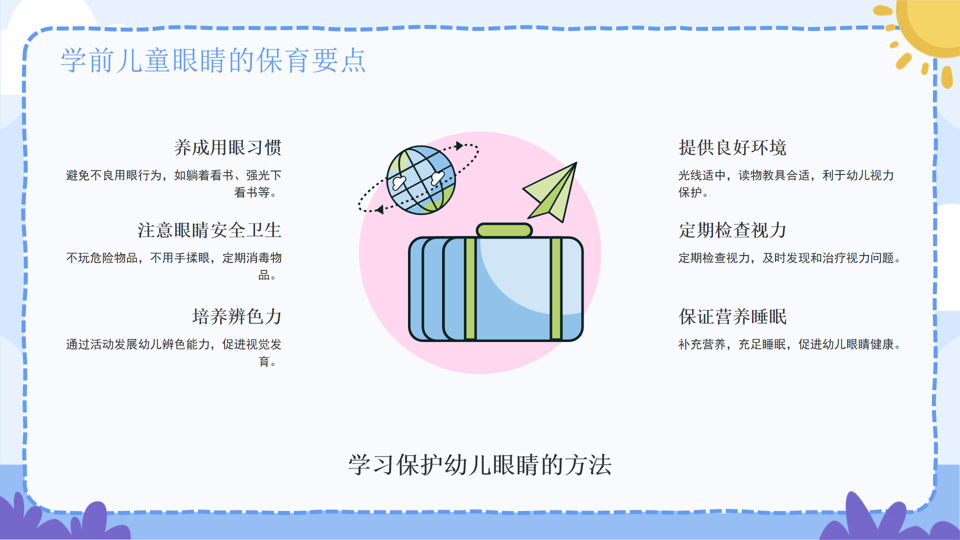 学前儿童眼睛的保育要点
养成用眼习惯
避免不良用眼行为，如躺着看书、强光下
看书等。
注意眼睛安全卫生
不玩危险物品，不用手揉眼，定期消毒物
品。
培养辨色力
通过活动发展幼儿辨色能力，促进视觉发
育。
提供良好环境
光线适中，读物教具合适，利于幼儿视力
保护。
定期检查视力
定期检查视力，及时发现和治疗视力问题。
保证营养睡眠
补充营养，充足睡眠，促进幼儿眼睛健康。
学习保护幼儿眼睛的方法